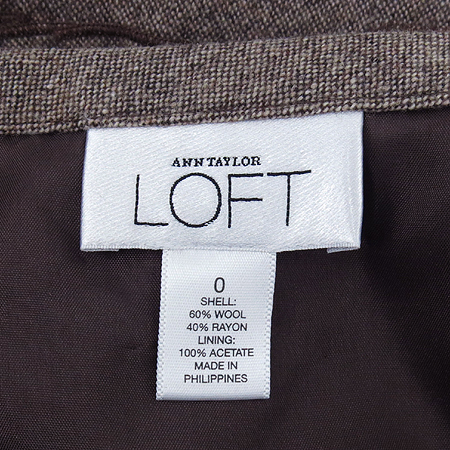 ANN TAYLOR
LOFT
0
SHELL:
60% WOOL
40% RAYON
LINING:
100% ACETATE
MADE IN
PHILIPPINES